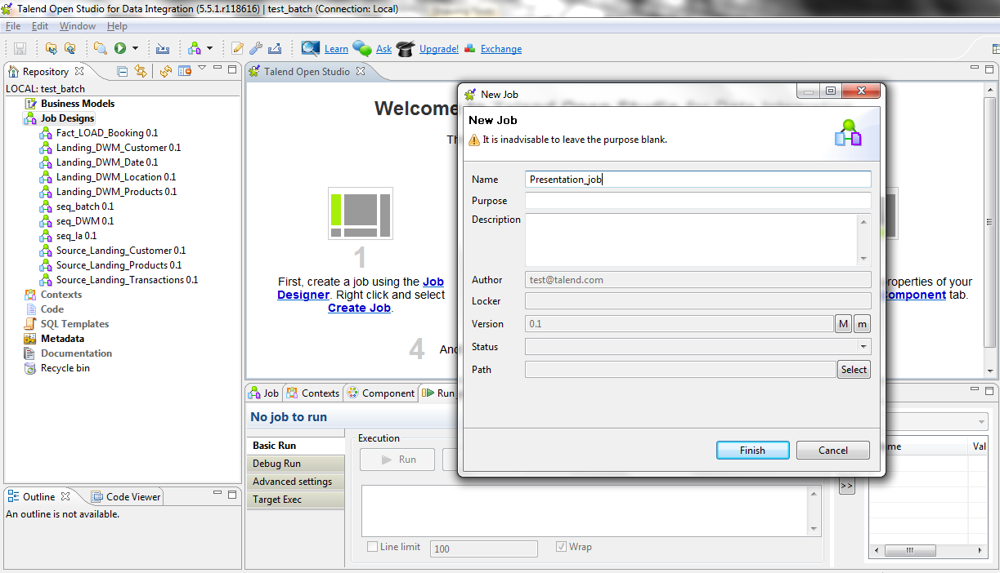 Talend Open Studio for Data Integration (5.5.1.r118616) | test_batch (Connection: Local)
File Edit Window Help
Learn Ask Upgrade! Exchange
Repository
LOCAL: test_batch
Business Models
Job Designs
Fact_LOAD_Booking 0.1
Landing_DWM_Customer 0.1
Landing_DWM_Date 0.1
Landing_DWM_Location 0.1
Landing_DWM_Products 0.1
seq_batch 0.1
seq_DWM 0.1
seq_la 0.1
Source_Landing_Customer 0.1
Source_Landing_Products 0.1
Source_Landing_Transactions 0.1
Contexts
Code
SQL Templates
Metadata
Documentation
Recycle bin
Outline Code Viewer
An outline is not available.
Talend Open Studio
Welcome
Th
1
First, create a job using the Job
Designer. Right click and select
Create Job.
roperties of your
omponent tab.
4 And
New Job
New Job
It is inadvisable to leave the purpose blank.
Name Presentation_job
Purpose
Description
Author test@talend.com
Locker
Version 0.1 M m
Status
Path Select
Finish Cancel
Job Contexts Component Run
No job to run
Basic Run
Debug Run
Advanced settings
Target Exec
Execution
Run
Line limit 100 Wrap
me Val
>>